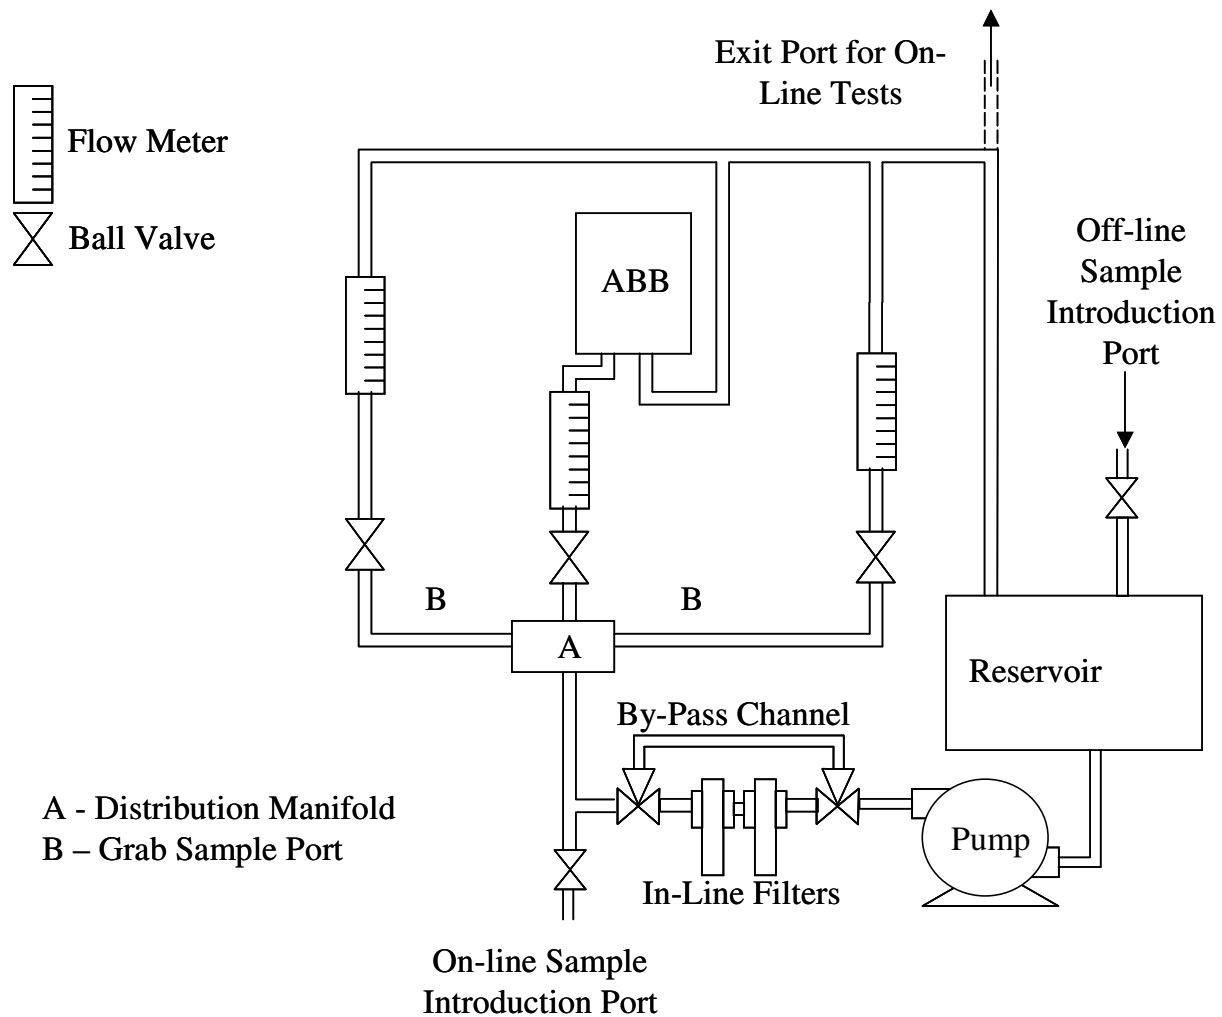 Exit Port for On-
Line Tests
Flow Meter
Ball Valve
Off-line
Sample
Introduction
Port
ABB
B
B
A
Reservoir
By-Pass Channel
A - Distribution Manifold
B – Grab Sample Port
Pump
In-Line Filters
On-line Sample
Introduction Port